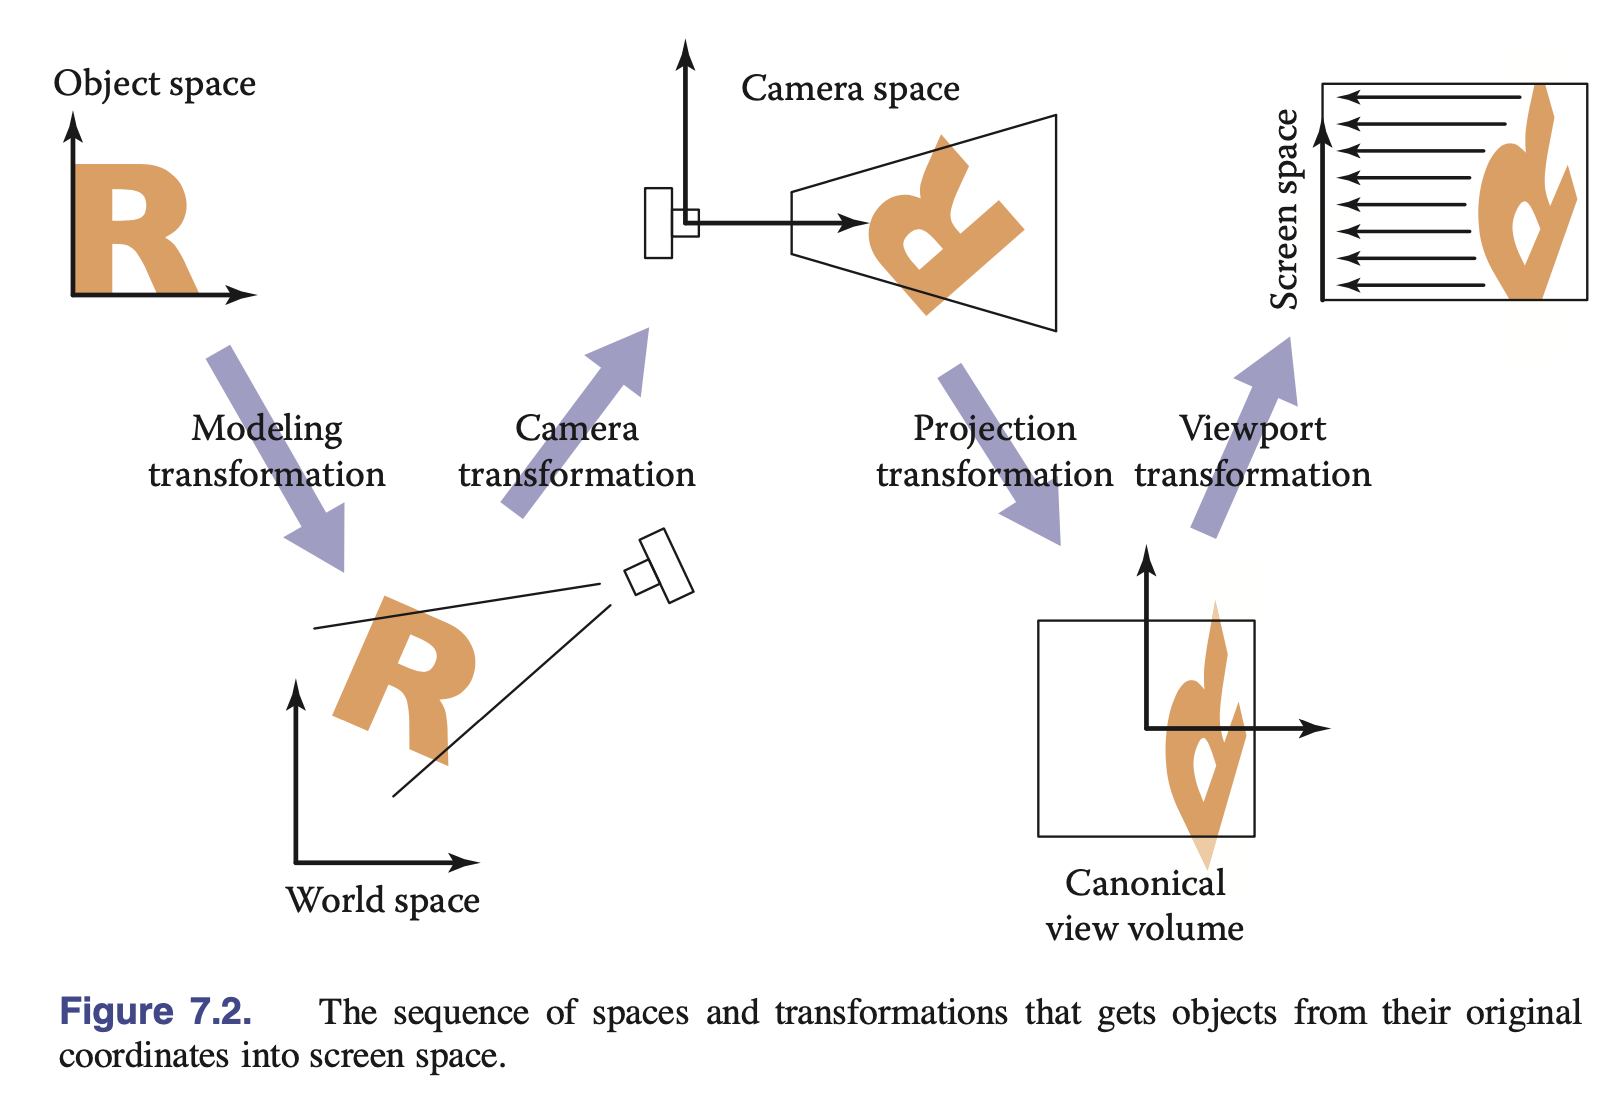 Object space
Camera space
Screen space
Modeling
transformation
Camera
transformation
Projection
transformation
Viewport
transformation
World space
Canonical
view volume
Figure 7.2. The sequence of spaces and transformations that gets objects from their original
coordinates into screen space.
R
R
R
R
R